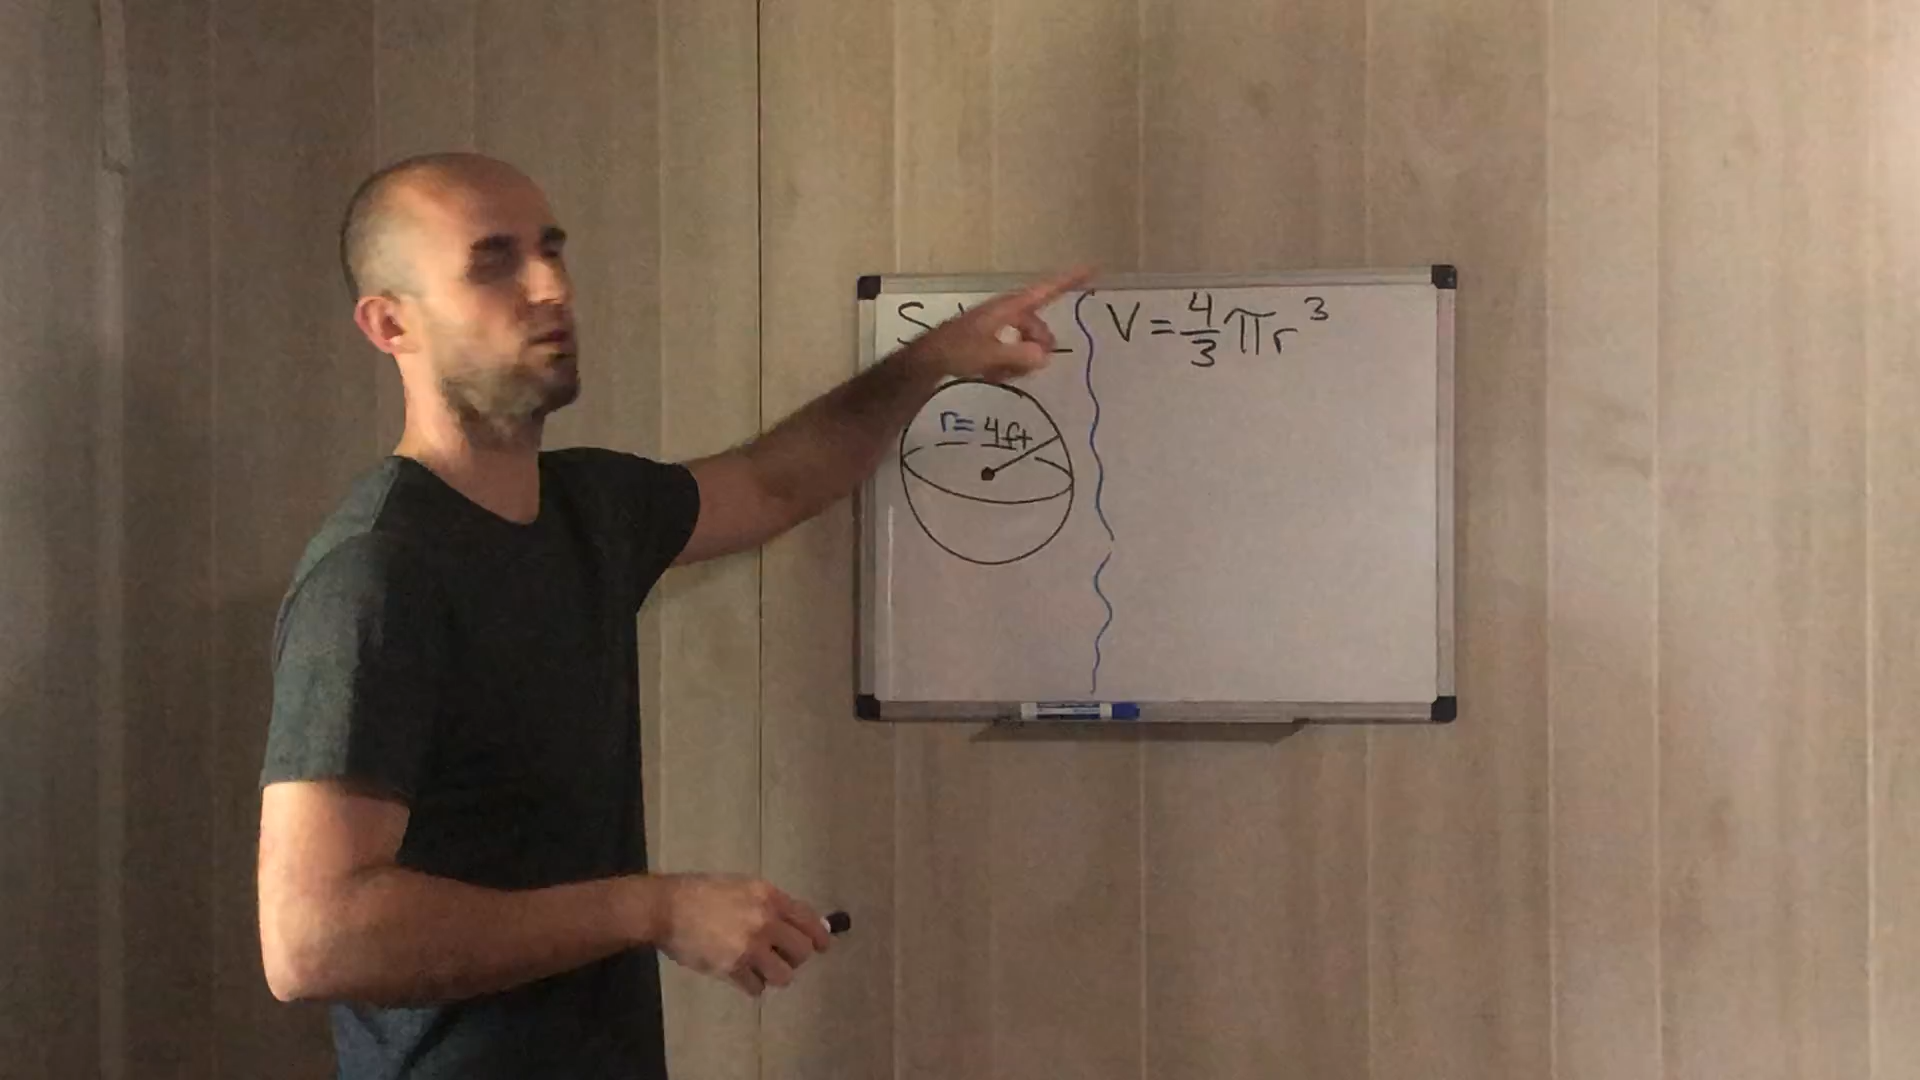 V = 4/3 πr³
r = 4ft